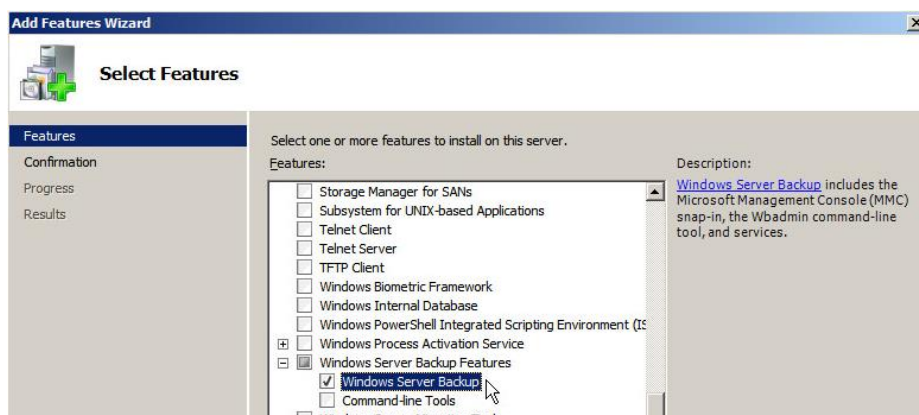 Add Features Wizard
Select Features
Features
Confirmation
Progress
Results
Select one or more features to install on this server.
Features:
Storage Manager for SANs
Subsystem for UNIX-based Applications
Telnet Client
Telnet Server
TFTP Client
Windows Biometric Framework
Windows Internal Database
Windows PowerShell Integrated Scripting Environment (IS
Windows Process Activation Service
Windows Server Backup Features
Windows Server Backup
Command-line Tools
Description:
Windows Server Backup includes the
Microsoft Management Console (MMC)
snap-in, the Wbadmin command-line
tool, and services.